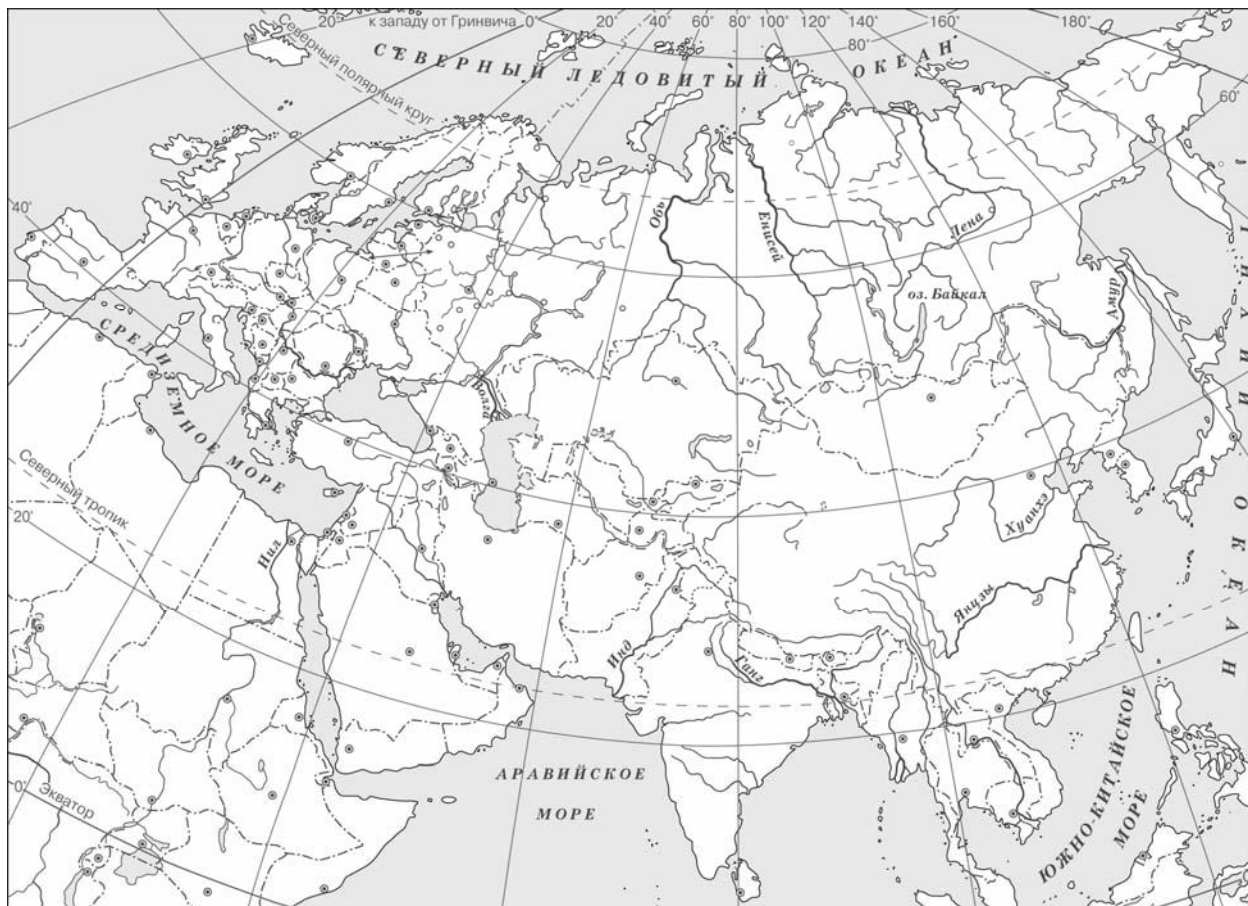 20° к западу от Гринвича 0° 20° 40° 60° 80° 100° 120° 140° 160° 180°
80°
60°
СЕВЕРНЫЙ ЛЕДОВИТЫЙ ОКЕАН
Северный полярный круг
40°
Обь
Енисей
Лена
оз. Байкал
Амур
ТИХИЙ ОКЕАН
Волга
СРЕДИЗЕМНОЕ МОРЕ
Северный тропик
20°
Нил
Хуанхэ
Янцзы
Инд
Ганг
АРАВИЙСКОЕ
МОРЕ
ЮЖНО-КИТАЙСКОЕ
МОРЕ
0°
Экватор